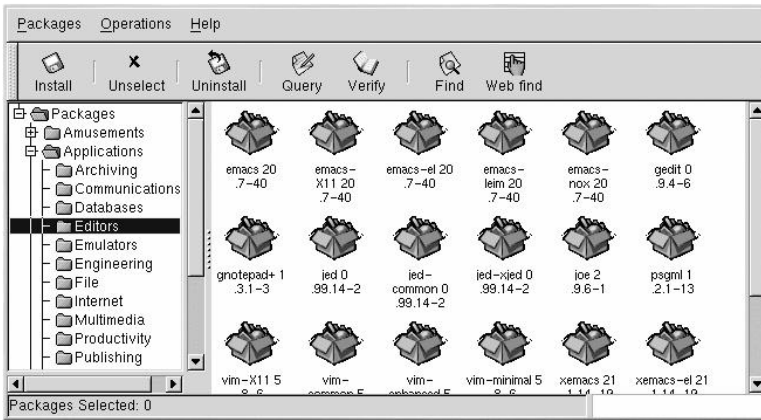 Packages Operations Help
Install Unselect Uninstall Query Verify Find Web find
Packages
Amusements
Applications
Archiving
Communications
Databases
Editors
Emulators
Engineering
File
Internet
Multimedia
Productivity
Publishing
emacs 20 emacs- emacs-el 20 emacs- emacs- gedit 0
.7-40 X11 20 .7-40 leim 20 nox 20 .9.4-6
.7-40 .7-40 .7-40
gnotepad+ 1 jed 0 jed- jed-xjed 0 joe 2 psgml 1
.3.1-3 .99.14-2 common 0 .99.14-2 .9.6-1 .2.1-13
.99.14-2
vim-X11 5 vim- vim- vim-minimal 5 xemacs 21 xemacs-el 21
Packages Selected: 0